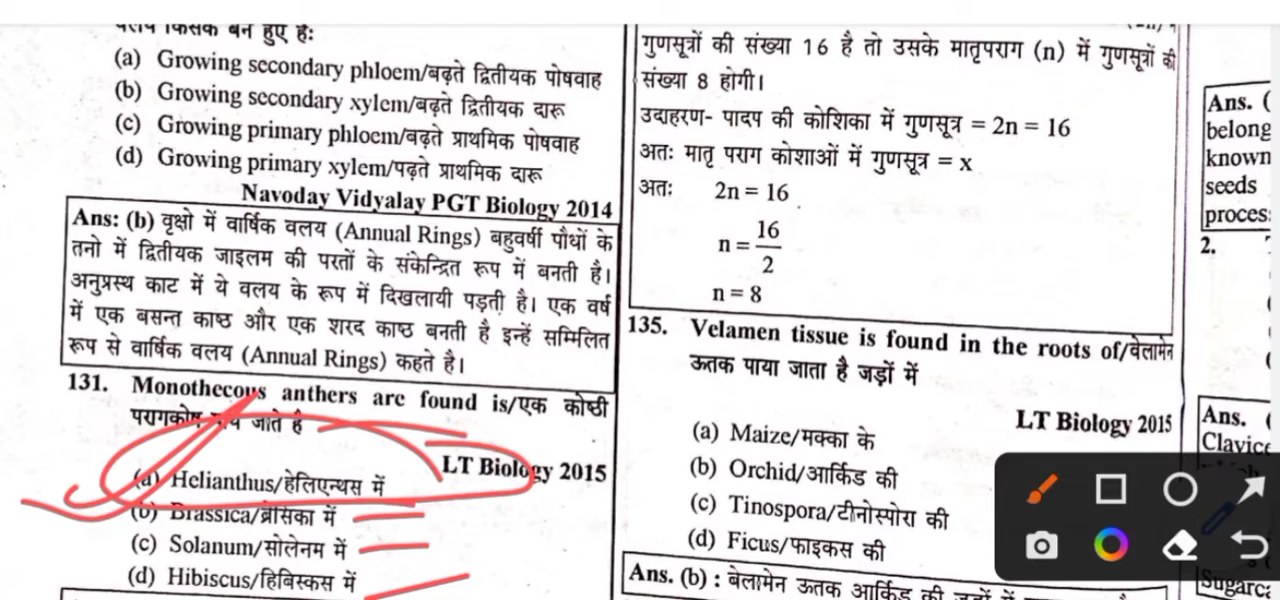 वलय किसके बने हुए हैः
(a) Growing secondary phloem/बढ़ते द्वितीयक पोषवाह
(b) Growing secondary xylem/बढ़ते द्वितीयक दारू
(c) Growing primary phloem/बढ़ते प्राथमिक पोषवाह
(d) Growing primary xylem/पढ़ते प्राथमिक दारू
Navoday Vidyalay PGT Biology 2014
Ans: (b) वृक्षो में वार्षिक वलय (Annual Rings) बहुवर्षी पौधों के
तनो में द्वितीयक जाइलम की परतों के संकेन्द्रित रूप में बनती है।
अनुप्रस्थ काट में ये वलय के रूप में दिखलायी पड़ती है। एक वर्ष
में एक बसन्त काष्ठ और एक शरद काष्ठ बनती है इन्हें सम्मिलित
रूप से वार्षिक वलय (Annual Rings) कहते है।
131. Monothecous anthers are found is/एक कोष्ठी
परागकोष पाये जाते है
LT Biology 2015
(a) Helianthus/हेलिएन्थस में
(b) Brassica/ब्रेसिका में
(c) Solanum/सोलेनम में
(d) Hibiscus/हिबिस्कस में
गुणसूत्रों की संख्या 16 है तो उसके मातृपराग (n) में गुणसूत्रों की
संख्या 8 होगी।
उदाहरण- पादप की कोशिका में गुणसूत्र = 2n = 16
अतः मातृ पराग कोशाओं में गुणसूत्र = x
अतः 2n = 16
n = 16/2
n = 8
135. Velamen tissue is found in the roots of/वेलामेन
ऊतक पाया जाता है जड़ों में
LT Biology 2015
(a) Maize/मक्का के
(b) Orchid/आर्किड की
(c) Tinospora/टीनोस्पोरा की
(d) Ficus/फाइकस की
Ans. (b) : बेलामेन ऊतक आर्किड की जड़ों में
Ans. (
belong
known
seeds
proces
2.
Ans. (
Clavice
Sugarca